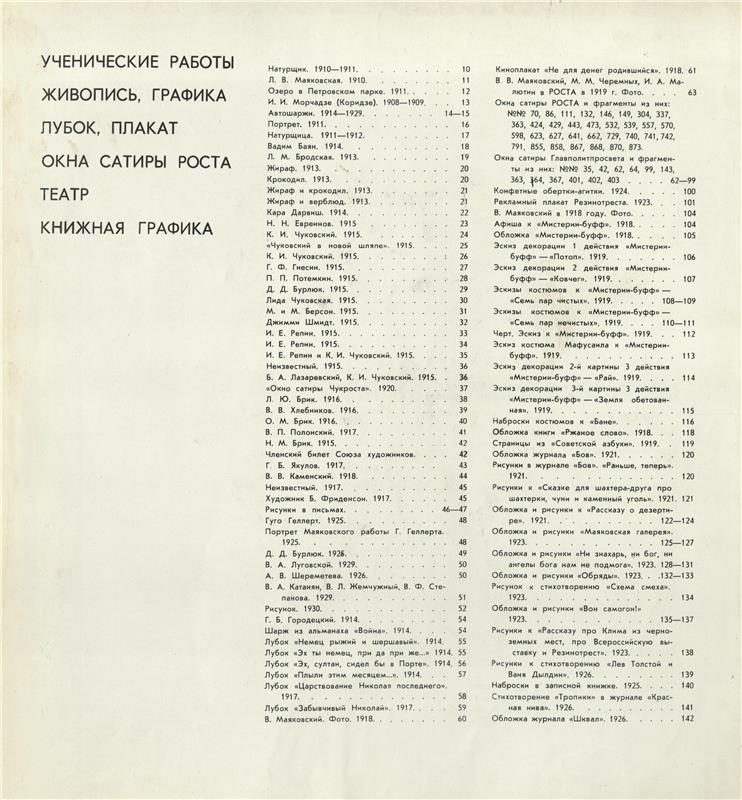 УЧЕНИЧЕСКИЕ РАБОТЫ
ЖИВОПИСЬ, ГРАФИКА
ЛУБОК, ПЛАКАТ
ОКНА САТИРЫ РОСТА
ТЕАТР
КНИЖНАЯ ГРАФИКА
Натурщик. 1910—1911. . . . . . . . . 10
Л. В. Маяковская. 1910. . . . . . . . 11
Озеро в Петровском парке. 1911. . . . . 12
И. И. Морчадзе (Коридзе). 1908—1909. . . 13
Автошаржи. 1914—1929. . . . . . . 14—15
Портрет. 1911. . . . . . . . . . . 16
Натурщица. 1911—1912. . . . . . . . 17
Вадим Баян. 1914. . . . . . . . . . 18
Л. М. Бродская. 1913. . . . . . . . . 19
Жираф. 1913. . . . . . . . . . . . 20
Крокодил. 1913. . . . . . . . . . . 20
Жираф и крокодил. 1913. . . . . . . . 21
Жираф и верблюд. 1913. . . . . . . . 21
Кара Дарвиш. 1914. . . . . . . . . . 22
Н. Н. Евреинов. 1915 . . . . . . . . 23
К. И. Чуковский. 1915. . . . . . . . . 24
«Чуковский в новой шляпе». 1915. . . . . 25
К. И. Чуковский. 1915. . . . . . . . . 26
Г. Ф. Гнесин. 1915. . . . . . . . . . 27
П. П. Потемкин. 1915. . . . . . . . . 28
Д. Д. Бурлюк. 1915. . . . . . . . . . 29
Лида Чуковская. 1915. . . . . . . . . 30
М. и М. Берсон. 1915. . . . . . . . . 31
Джимми Шмидт. 1915. . . . . . . . . 32
И. Е. Репин. 1915. . . . . . . . . . 33
И. Е. Репин. 1915. . . . . . . . . . 34
И. Е. Репин и К. И. Чуковский. 1915. . . . 35
Неизвестный. 1915. . . . . . . . . . 36
Б. А. Лазаревский, К. И. Чуковский. 1915. . 36
«Окно сатиры Чукроста». 1920. . . . . . 37
Л. Ю. Брик. 1916. . . . . . . . . . 38
В. В. Хлебников. 1916. . . . . . . . . 39
О. М. Брик. 1916. . . . . . . . . . 40
В. П. Полонский. 1917. . . . . . . . . 41
Н. М. Брик. 1915. . . . . . . . . . 42
Членский билет Союза художников. . . . . 42
Г. Б. Якулов. 1917. . . . . . . . . . 43
В. В. Каменский. 1918. . . . . . . . . 44
Неизвестный. 1917. . . . . . . . . . 45
Художник Б. Фриденсон. 1917. . . . . . 45
Рисунки в письмах. . . . . . . . . 46—47
Гуго Геллерт. 1925. . . . . . . . . . 48
Портрет Маяковского работы Г. Геллерта.
1925. . . . . . . . . . . . . . 48
Д. Д. Бурлюк. 1925. . . . . . . . . . 49
В. А. Луговской. 1929. . . . . . . . . 50
А. В. Шереметева. 1926. . . . . . . . 50
В. А. Катанян, В. Л. Жемчужный, В. Ф. Сте-
панова. 1929. . . . . . . . . . . 51
Рисунок. 1930. . . . . . . . . . . 52
Г. Б. Городецкий. 1914. . . . . . . . 54
Шарж из альманаха «Война». 1914. . . . . 54
Лубок «Немец рыжий и шершавый». 1914. . 55
Лубок «Эх ты немец, при да при же...» 1914. 55
Лубок «Эх, султан, сидел бы в Порте». 1914. 56
Лубок «Плыли этим месяцем...». 1914. . . 57
Лубок «Царствование Николая последнего».
1917. . . . . . . . . . . . . . 58
Лубок «Забывчивый Николай». 1917. . . . 59
В. Маяковский. Фото. 1918. . . . . . . 60
Киноплакат «Не для денег родившийся». 1918. 61
В. В. Маяковский, М. М. Черемных, И. А. Ма-
лютин в РОСТА в 1919 г. Фото. . . . . 63
Окна сатиры РОСТА и фрагменты из них:
№№ 70, 86, 111, 132, 146, 149, 304, 337,
363, 424, 429, 443, 473, 532, 539, 557, 570,
598, 623, 627, 641, 662, 729, 740, 741, 742,
791, 855, 858, 867, 868, 870, 873.
Окна сатиры Главполитпросвета и фрагмен-
ты из них: №№ 35, 42, 62, 64, 99, 143,
363, 364, 367, 401, 402, 403 . . . . . 62—99
Конфетные обертки-агитки. 1924. . . . . 100
Рекламный плакат Резинотреста. 1923. . . 101
В. Маяковский в 1918 году. Фото. . . . . 104
Афиша к «Мистерии-буфф». 1918. . . . . 104
Обложка «Мистерии-буфф». 1918. . . . . 105
Эскиз декорации 1 действия «Мистерии-
буфф» — «Потоп». 1919. . . . . . . 106
Эскиз декорации 2 действия «Мистерии-
буфф» — «Ковчег». 1919. . . . . . . 107
Эскизы костюмов к «Мистерии-буфф» —
«Семь пар чистых». 1919. . . . . 108—109
Эскизы костюмов к «Мистерии-буфф» —
«Семь пар нечистых». 1919. . . . 110—111
Черт. Эскиз к «Мистерии-буфф». 1919. . . 112
Эскиз костюма Мафусаила к «Мистерии-
буфф». 1919. . . . . . . . . . . 113
Эскиз декорации 2-й картины 3 действия
«Мистерии-буфф» — «Рай». 1919. . . . 114
Эскиз декорации 3-й картины 3 действия
«Мистерии-буфф» — «Земля обетован-
ная». 1919. . . . . . . . . . . . 115
Наброски костюмов к «Бане». . . . . . 116
Обложка книги «Ржаное слово». 1918. . . 118
Страницы из «Советской азбуки». 1919. . 119
Обложка журнала «Бов». 1921. . . . . . 120
Рисунки в журнале «Бов». «Раньше, теперь».
1921. . . . . . . . . . . . . . 120
Рисунки к «Сказке для шахтера-друга про
шахтерки, чуни и каменный уголь». 1921. 121
Обложка и рисунки к «Рассказу о дезерти-
ре». 1921. . . . . . . . . . 122—124
Обложка и рисунки «Маяковская галерея».
1923. . . . . . . . . . . . 125—127
Обложка и рисунки «Ни знахарь, ни бог, ни
ангелы бога нам не подмога». 1923. 128—131
Обложка и рисунки «Обряды». 1923. . .132—133
Рисунок к стихотворению «Схема смеха».
1923. . . . . . . . . . . . . . 134
Обложка и рисунки «Вон самогон!»
1923. . . . . . . . . . . . 135—137
Рисунки к «Рассказу про Клима из черно-
земных мест, про Всероссийскую вы-
ставку и Резинотрест». 1923. . . . . . 138
Рисунки к стихотворению «Лев Толстой и
Ваня Дылдин». 1926. . . . . . . . 139
Наброски в записной книжке. 1925. . . . 140
Стихотворение «Тропики» в журнале «Крас-
ная нива». 1926. . . . . . . . . . 141
Обложка журнала «Шквал». 1926. . . . . 142